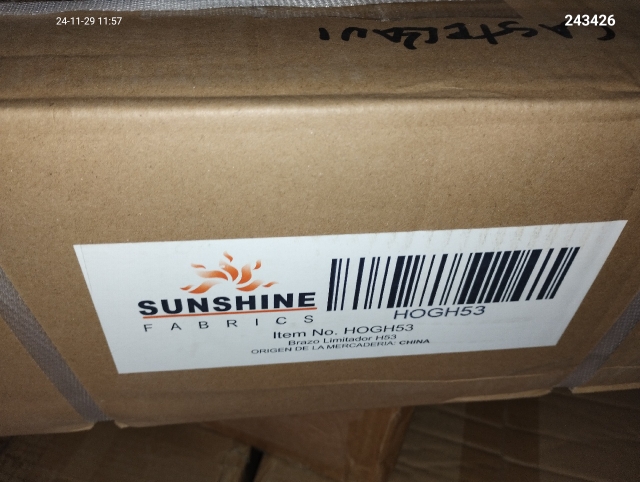 24-11-29 11:57
243426
SUNSHINE
FABRICS
HOGH53
Item No. HOGH53
Brazo Limitador H53
ORIGEN DE LA MERCADERIA: CHINA